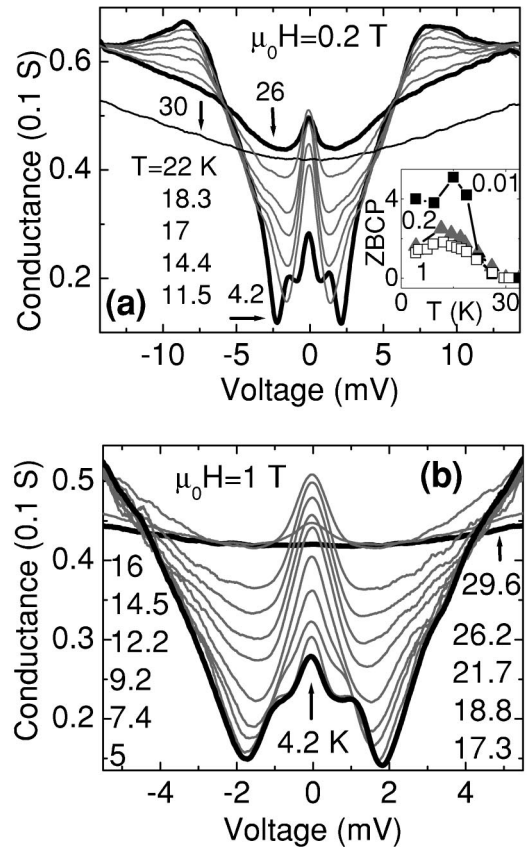 μ₀H=0.2 T
0.6
Conductance (0.1 S)
30
26
T=22 K
18.3
17
14.4
11.5
4.2
0.4
0.2
(a)
ZBCP
4
0
0.01
0.2
1
0
30
T (K)
-10 -5 0 5 10
Voltage (mV)
μ₀H=1 T
(b)
0.5
0.4
0.3
0.2
Conductance (0.1 S)
16
14.5
12.2
9.2
7.4
5
4.2 K
29.6
26.2
21.7
18.8
17.3
-4 -2 0 2 4
Voltage (mV)